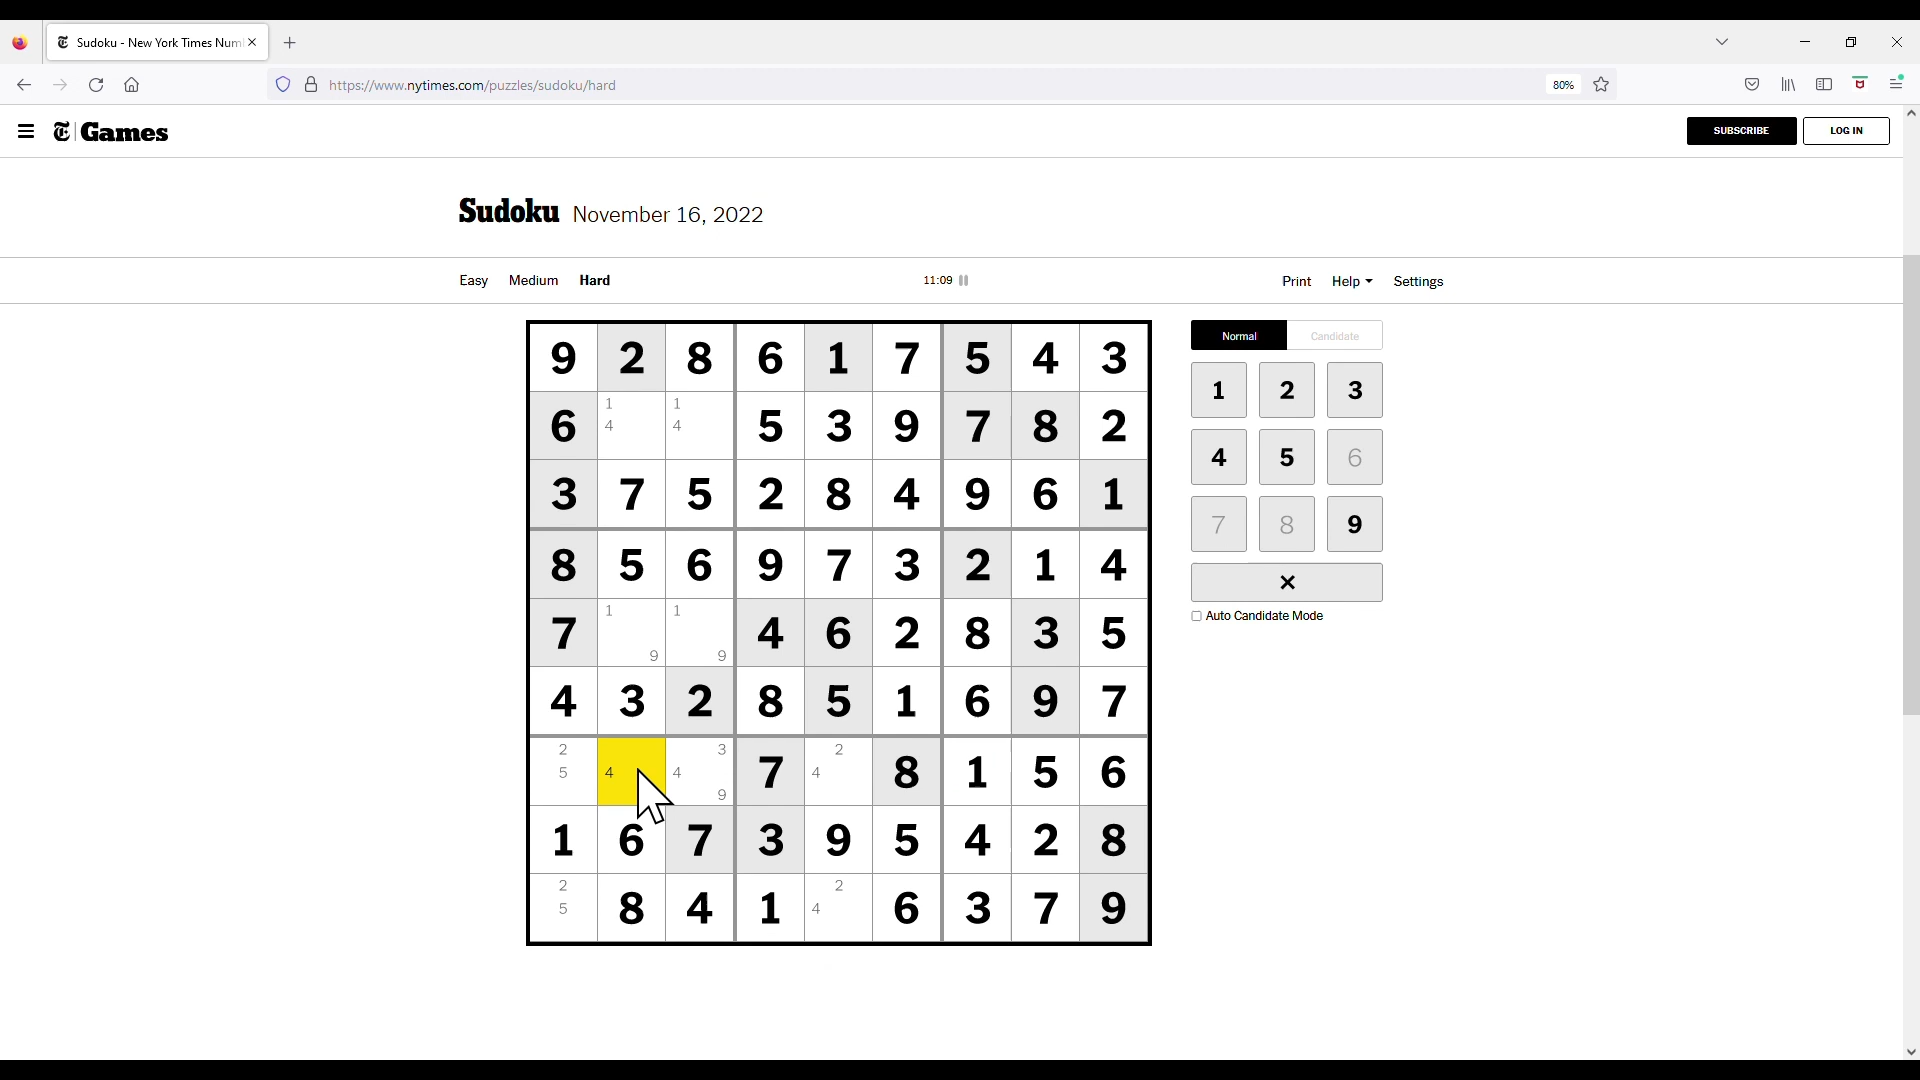 Sudoku - New York Times Num
https://www.nytimes.com/puzzles/sudoku/hard
80%
Games
SUBSCRIBE
LOG IN
Sudoku November 16, 2022
Easy Medium Hard
11:09
Print Help Settings
Normal Candidate
9 2 8 6 1 7 5 4 3
6 1 4 1 4 5 3 9 7 8 2
3 7 5 2 8 4 9 6 1
8 5 6 9 7 3 2 1 4
7 1 9 1 9 4 6 2 8 3 5
4 3 2 8 5 1 6 9 7
2 5 4 3 4 9 7 2 4 8 1 5 6
1 6 7 3 9 5 4 2 8
2 5 8 4 1 2 4 6 3 7 9
1 2 3
4 5 6
7 8 9
X
Auto Candidate Mode